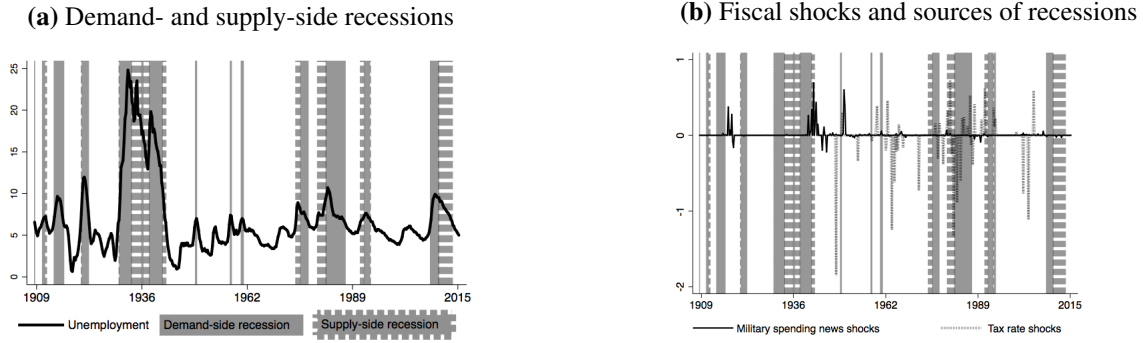 (a) Demand- and supply-side recessions
25
20
15
10
5
0
1909 1936 1962 1989 2015
Unemployment Demand-side recession Supply-side recession
(b) Fiscal shocks and sources of recessions
1
0
-1
-2
1909 1936 1962 1989 2015
Military spending news shocks Tax rate shocks